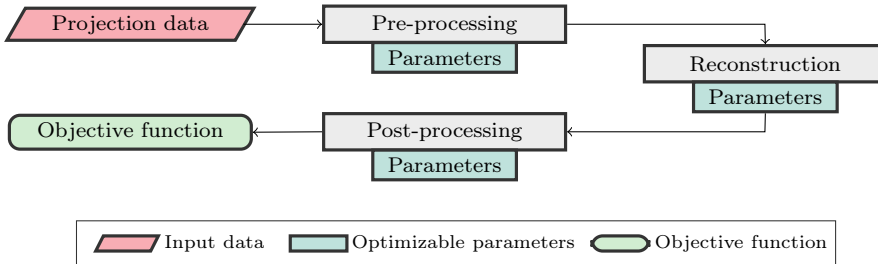 Projection data
Pre-processing
Parameters
Reconstruction
Parameters
Post-processing
Parameters
Objective function
Input data
Optimizable parameters
Objective function